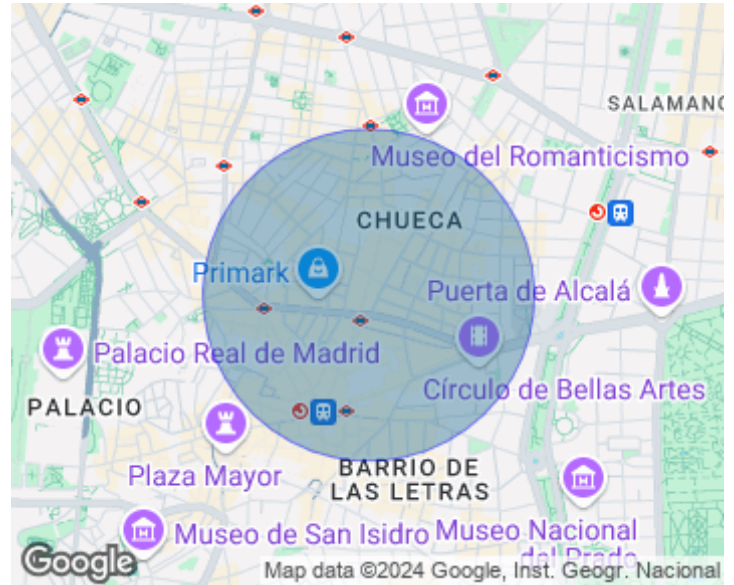 SALAMANC
Museo del Romanticismo
CHUECA
Primark
Puerta de Alcalá
Palacio Real de Madrid
Círculo de Bellas Artes
PALACIO
Plaza Mayor
BARRIO DE
LAS LETRAS
Museo de San Isidro
Museo Nacional
del Prado
Google
Map data ©2024 Google, Inst. Geogr. Nacional